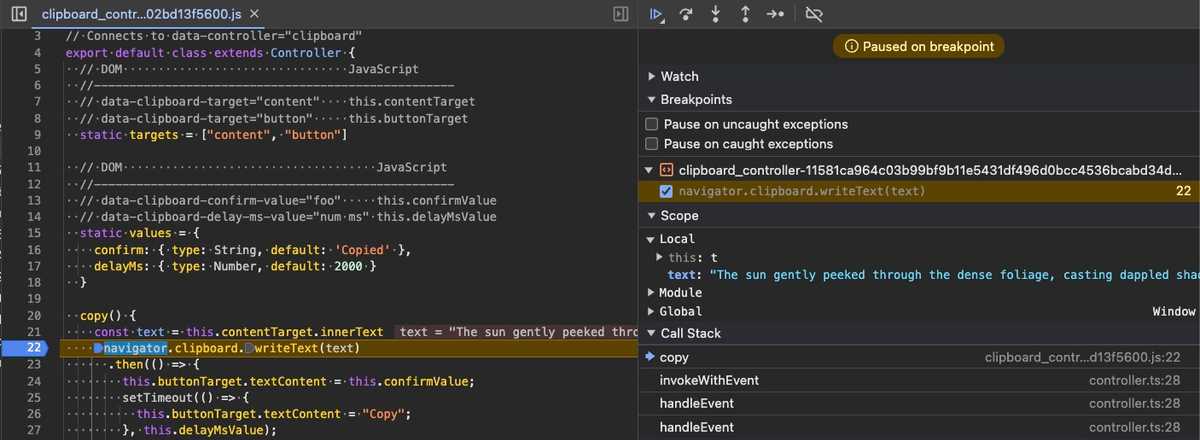 clipboard_contr...02bd13f5600.js ×
3 // Connects to data-controller="clipboard"
4 export default class extends Controller {
5 // DOM JavaScript
6 //---------------------------------------------------
7 // data-clipboard-target="content" this.contentTarget
8 // data-clipboard-target="button" this.buttonTarget
9 static targets = ["content", "button"]
10
11 // DOM JavaScript
12 //---------------------------------------------------
13 // data-clipboard-confirm-value="foo" this.confirmValue
14 // data-clipboard-delay-ms-value="num ms" this.delayMsValue
15 static values = {
16 confirm: { type: String, default: 'Copied' },
17 delayMs: { type: Number, default: 2000 }
18 }
19
20 copy() {
21 const text = this.contentTarget.innerText text = "The sun gently peeked thro
22 navigator.clipboard.writeText(text)
23 .then(() => {
24 this.buttonTarget.textContent = this.confirmValue;
25 setTimeout(() => {
26 this.buttonTarget.textContent = "Copy";
27 }, this.delayMsValue);
Paused on breakpoint
Watch
Breakpoints
Pause on uncaught exceptions
Pause on caught exceptions
clipboard_controller-11581ca964c03b99bf9b11e5431df496d0bcc4536bcabd34d...
navigator.clipboard.writeText(text) 22
Scope
Local
this: t
text: "The sun gently peeked through the dense foliage, casting dappled shad
Module
Global Window
Call Stack
copy clipboard_contr...d13f5600.js:22
invokeWithEvent controller.ts:28
handleEvent controller.ts:28
handleEvent controller.ts:28